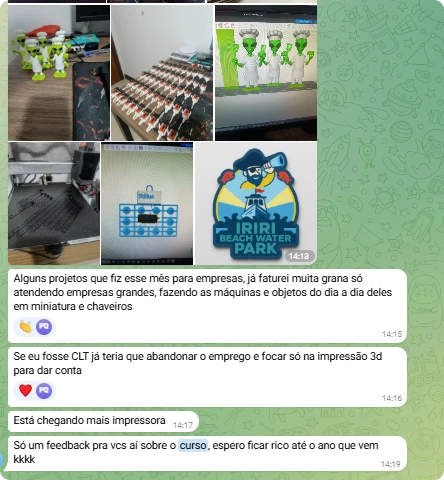 Stillus
IRIRI
BEACH WATER
PARK
14:13
Alguns projetos que fiz esse mês para empresas, já faturei muita grana só
atendendo empresas grandes, fazendo as máquinas e objetos do dia a dia deles
em miniatura e chaveiros
14:15
Se eu fosse CLT já teria que abandonar o emprego e focar só na impressão 3d
para dar conta
14:16
Está chegando mais impressora 14:17
Só um feedback pra vcs aí sobre o curso, espero ficar rico até o ano que vem
kkkk
14:19